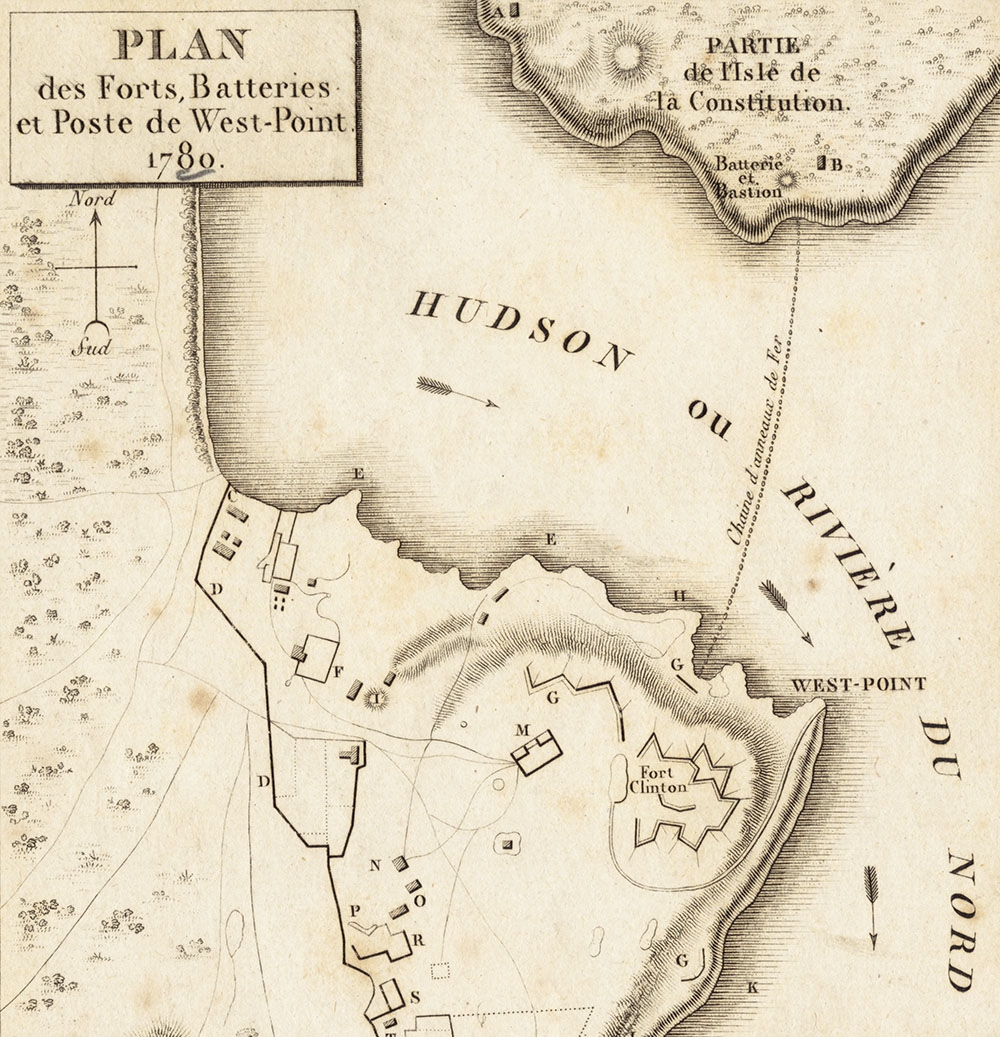 PLAN
des Forts, Batteries
et Poste de West-Point.
1780.
Nord
Sud
A
PARTIE
de l'Isle de
la Constitution.
Batterie
et
Bastion
B
HUDSON
OU
RIVIÈRE
DU
NORD
Chaine d'anneaux de Fer
E
C
E
D
H
G
F
I
G
WEST-POINT
M
Fort
Clinton
D
N
O
P
R
G
K
S
T
L